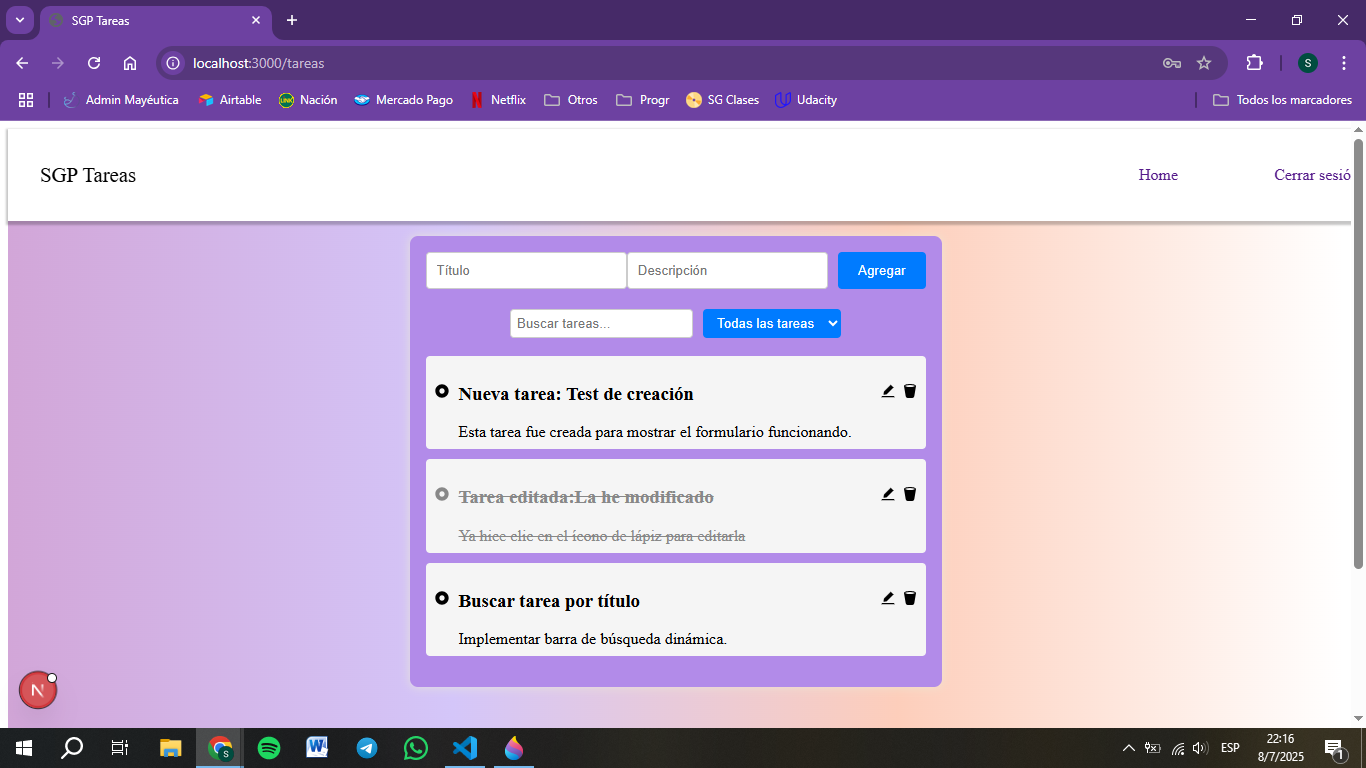 SGP Tareas
localhost:3000/tareas
S
Admin Mayéutica Airtable Nación Mercado Pago Netflix Otros Progr SG Clases Udacity Todos los marcadores
SGP Tareas Home Cerrar sesió
Título Descripción Agregar
Buscar tareas... Todas las tareas
Nueva tarea: Test de creación
Esta tarea fue creada para mostrar el formulario funcionando.
Tarea editada:La he modificado
Ya hice clic en el ícono de lápiz para editarla
Buscar tarea por título
Implementar barra de búsqueda dinámica.
N
S
W
ESP
22:16
8/7/2025
1